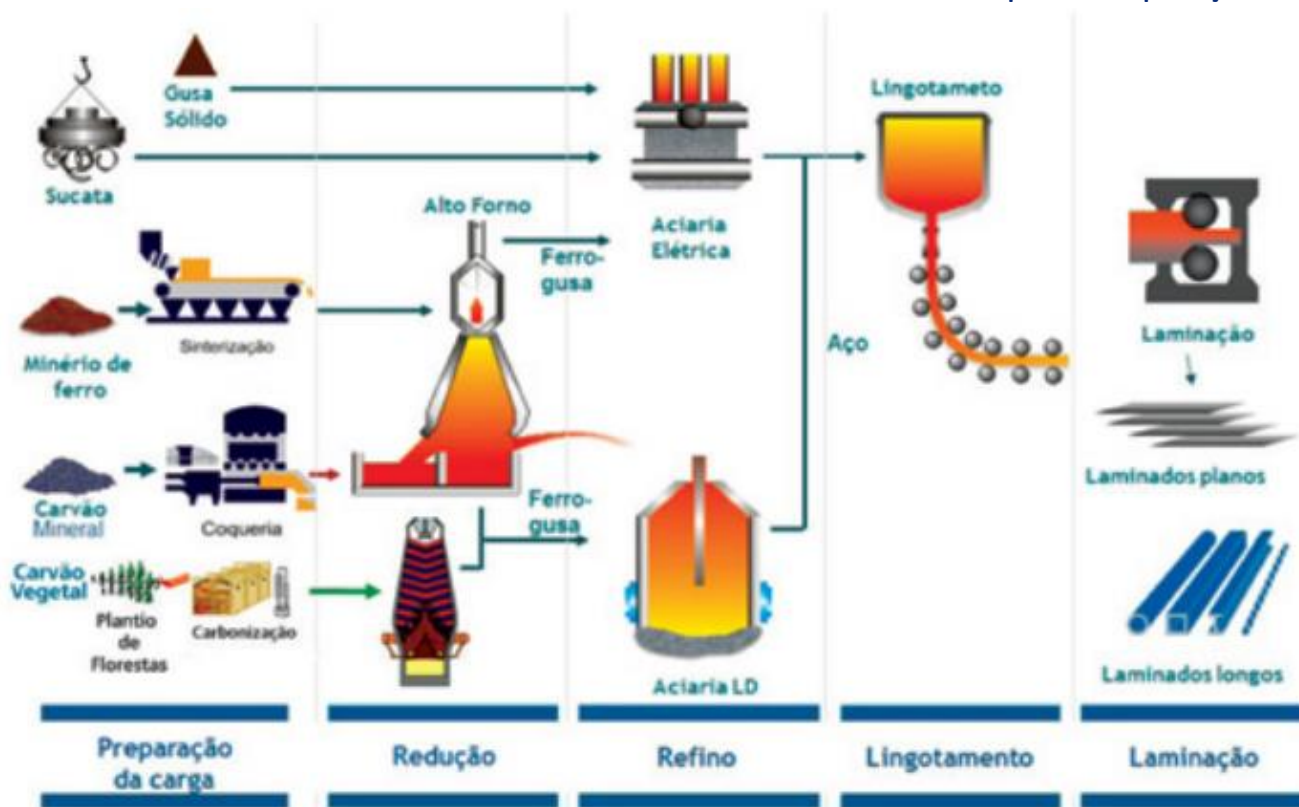 Gusa
Sólido
Sucata
Minério de
ferro
Sinterização
Carvão
Mineral
Coqueria
Carvão
Vegetal
Plantio
de
Florestas
Carbonização
Alto Forno
Ferro-
gusa
Ferro-
gusa
Aciaria
Elétrica
Aciaria LD
Aço
Lingotameto
Laminação
Laminados planos
Laminados longos
Preparação
da carga
Redução
Refino
Lingotamento
Laminação